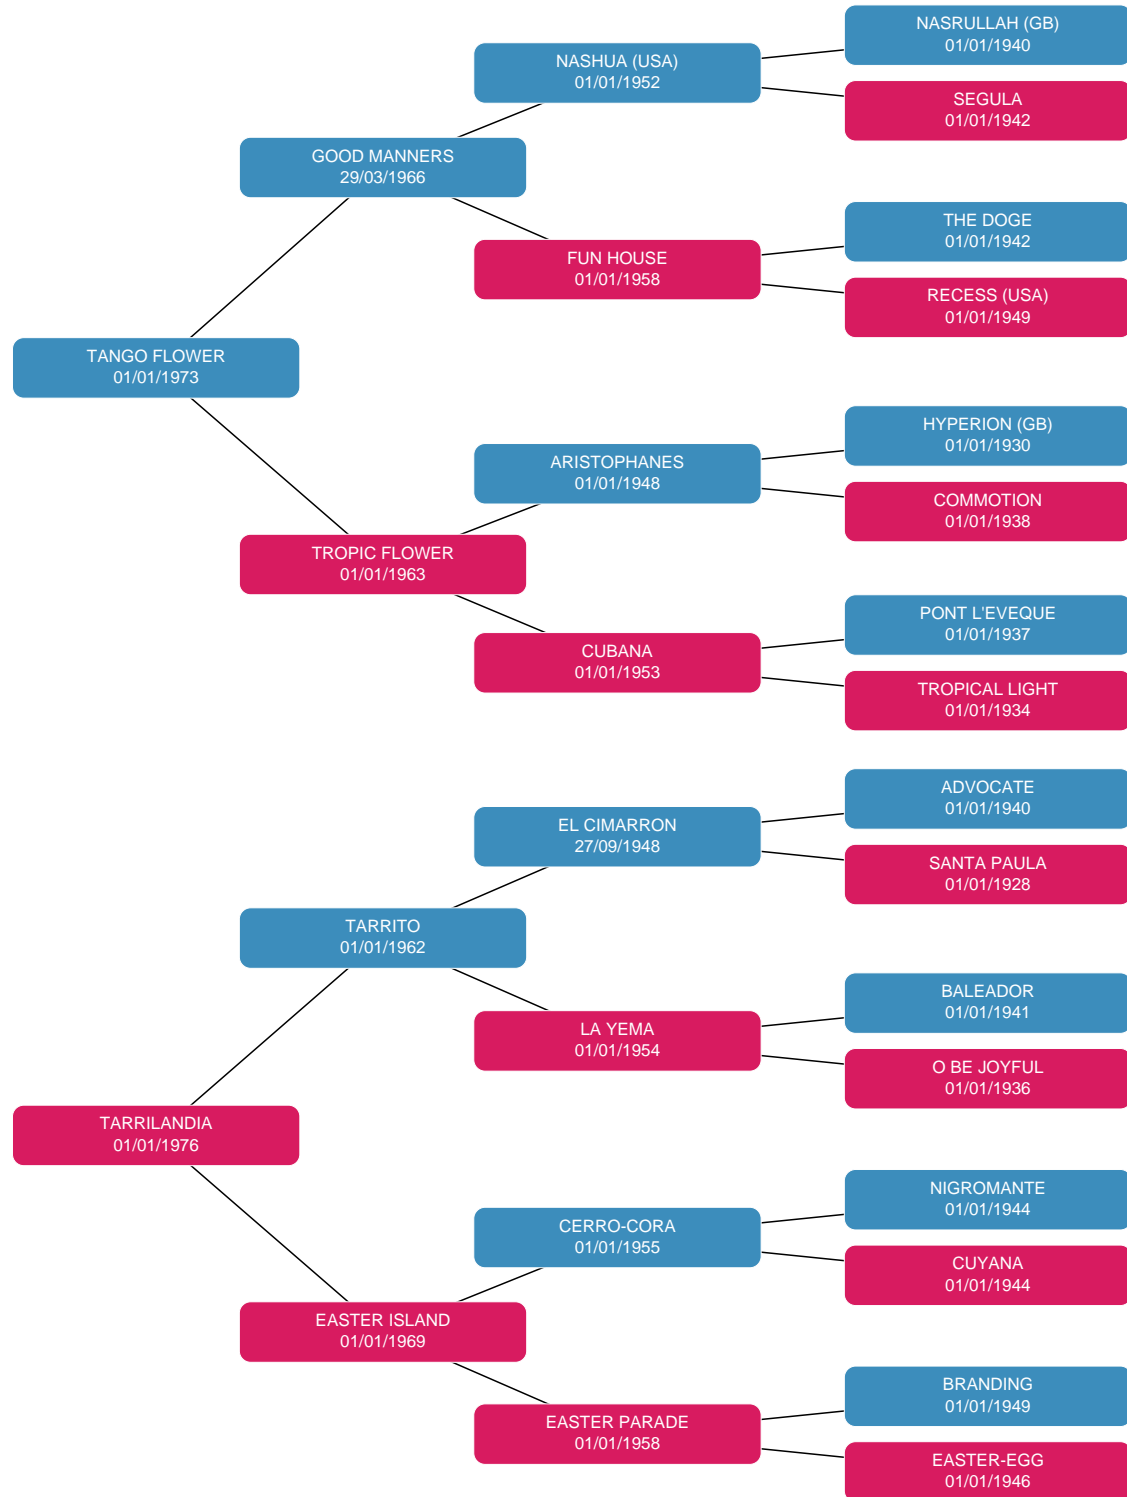 NASRULLAH (GB)
01/01/1940
NASHUA (USA)
01/01/1952
SEGULA
01/01/1942
GOOD MANNERS
29/03/1966
THE DOGE
01/01/1942
FUN HOUSE
01/01/1958
RECESS (USA)
01/01/1949
TANGO FLOWER
01/01/1973
HYPERION (GB)
01/01/1930
ARISTOPHANES
01/01/1948
COMMOTION
01/01/1938
TROPIC FLOWER
01/01/1963
PONT L'EVEQUE
01/01/1937
CUBANA
01/01/1953
TROPICAL LIGHT
01/01/1934
ADVOCATE
01/01/1940
EL CIMARRON
27/09/1948
SANTA PAULA
01/01/1928
TARRITO
01/01/1962
BALEADOR
01/01/1941
LA YEMA
01/01/1954
O BE JOYFUL
01/01/1936
TARRILANDIA
01/01/1976
NIGROMANTE
01/01/1944
CERRO-CORA
01/01/1955
CUYANA
01/01/1944
EASTER ISLAND
01/01/1969
BRANDING
01/01/1949
EASTER PARADE
01/01/1958
EASTER-EGG
01/01/1946